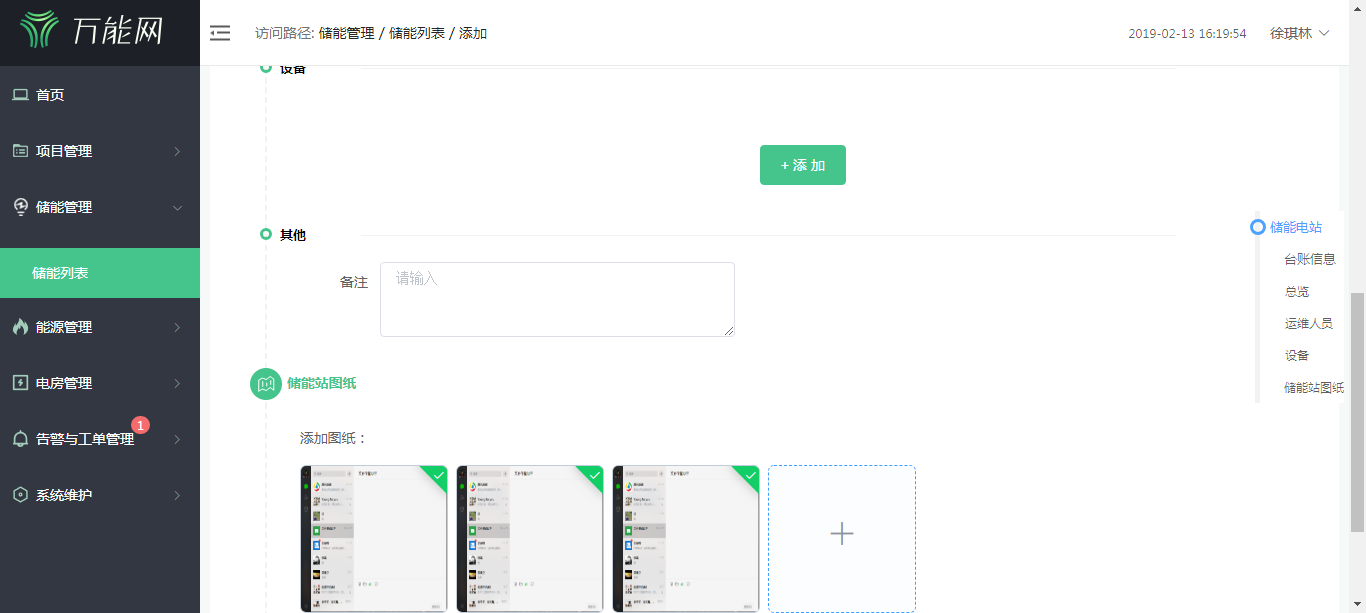 万能网
访问路径: 储能管理 / 储能列表 / 添加
2019-02-13 16:19:54
徐琪林
首页
项目管理
储能管理
储能列表
能源管理
电房管理
告警与工单管理
1
系统维护
设备
+ 添 加
其他
备注
请输入
储能站图纸
添加图纸：
储能电站
台账信息
总览
运维人员
设备
储能站图纸